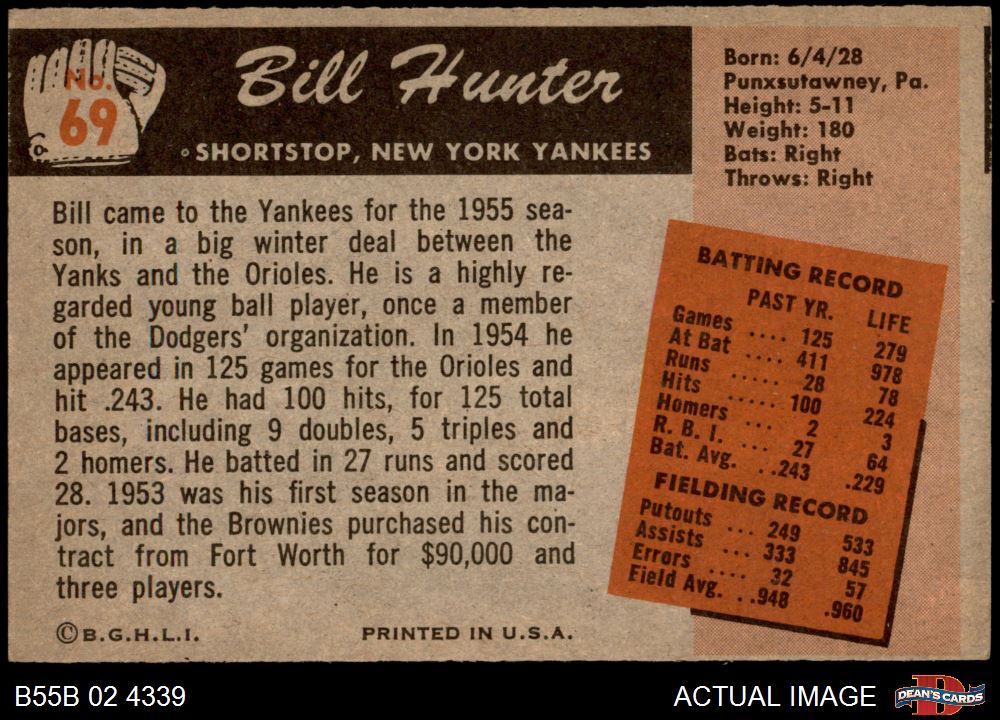 No.
69
Bill Hunter
SHORTSTOP, NEW YORK YANKEES
Born: 6/4/28
Punxsutawney, Pa.
Height: 5-11
Weight: 180
Bats: Right
Throws: Right
Bill came to the Yankees for the 1955 sea-
son, in a big winter deal between the
Yanks and the Orioles. He is a highly re-
garded young ball player, once a member
of the Dodgers' organization. In 1954 he
appeared in 125 games for the Orioles and
hit .243. He had 100 hits, for 125 total
bases, including 9 doubles, 5 triples and
2 homers. He batted in 27 runs and scored
28. 1953 was his first season in the ma-
jors, and the Brownies purchased his con-
tract from Fort Worth for $90,000 and
three players.
©B.G.H.L.I. PRINTED IN U.S.A.
BATTING RECORD
PAST YR. LIFE
Games .... 125 279
At Bat .... 411 978
Runs ..... 28 78
Hits ..... 100 224
Homers ... 2 3
R. B. I. ... 27 64
Bat. Avg. ..243 .229
FIELDING RECORD
Putouts ... 249 533
Assists ... 333 845
Errors .... 32 57
Field Avg. ..948 .960
B55B 02 4339 ACTUAL IMAGE DEAN'S CARDS